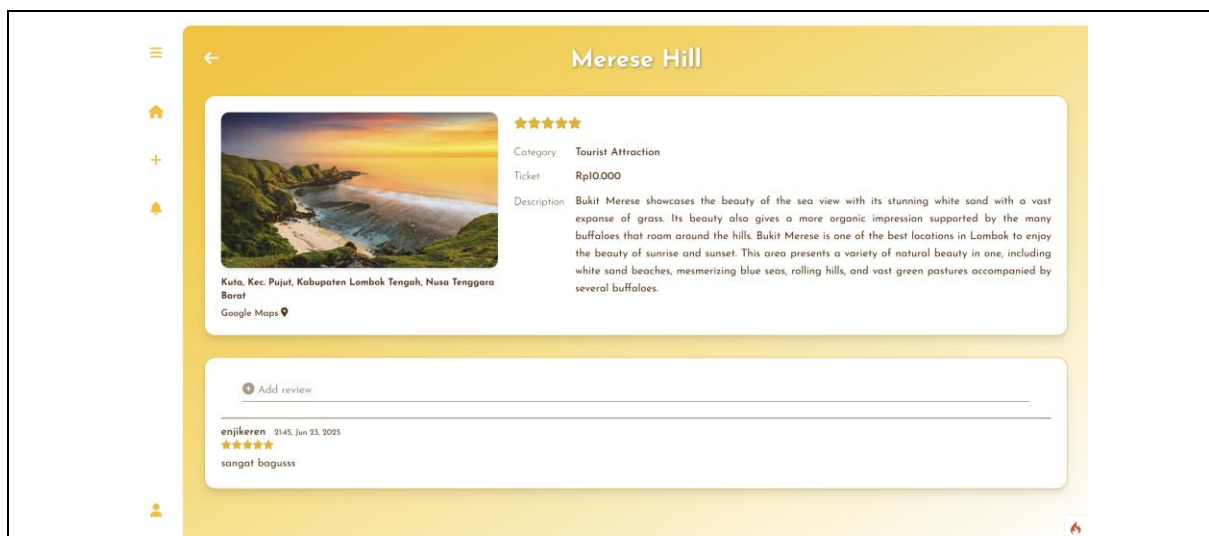 Merese Hill
Category Tourist Attraction
Ticket Rp10.000
Description Bukit Merese showcases the beauty of the sea view with its stunning white sand with a vast
expanse of grass. Its beauty also gives a more organic impression supported by the many
buffaloes that roam around the hills. Bukit Merese is one of the best locations in Lombok to enjoy
the beauty of sunrise and sunset. This area presents a variety of natural beauty in one, including
white sand beaches, mesmerizing blue seas, rolling hills, and vast green pastures accompanied by
several buffaloes.
Kuta, Kec. Pujut, Kabupaten Lombok Tengah, Nusa Tenggara
Barat
Google Maps
Add review
enjikeren 21:45, Jun 23, 2025
sangat bagusss